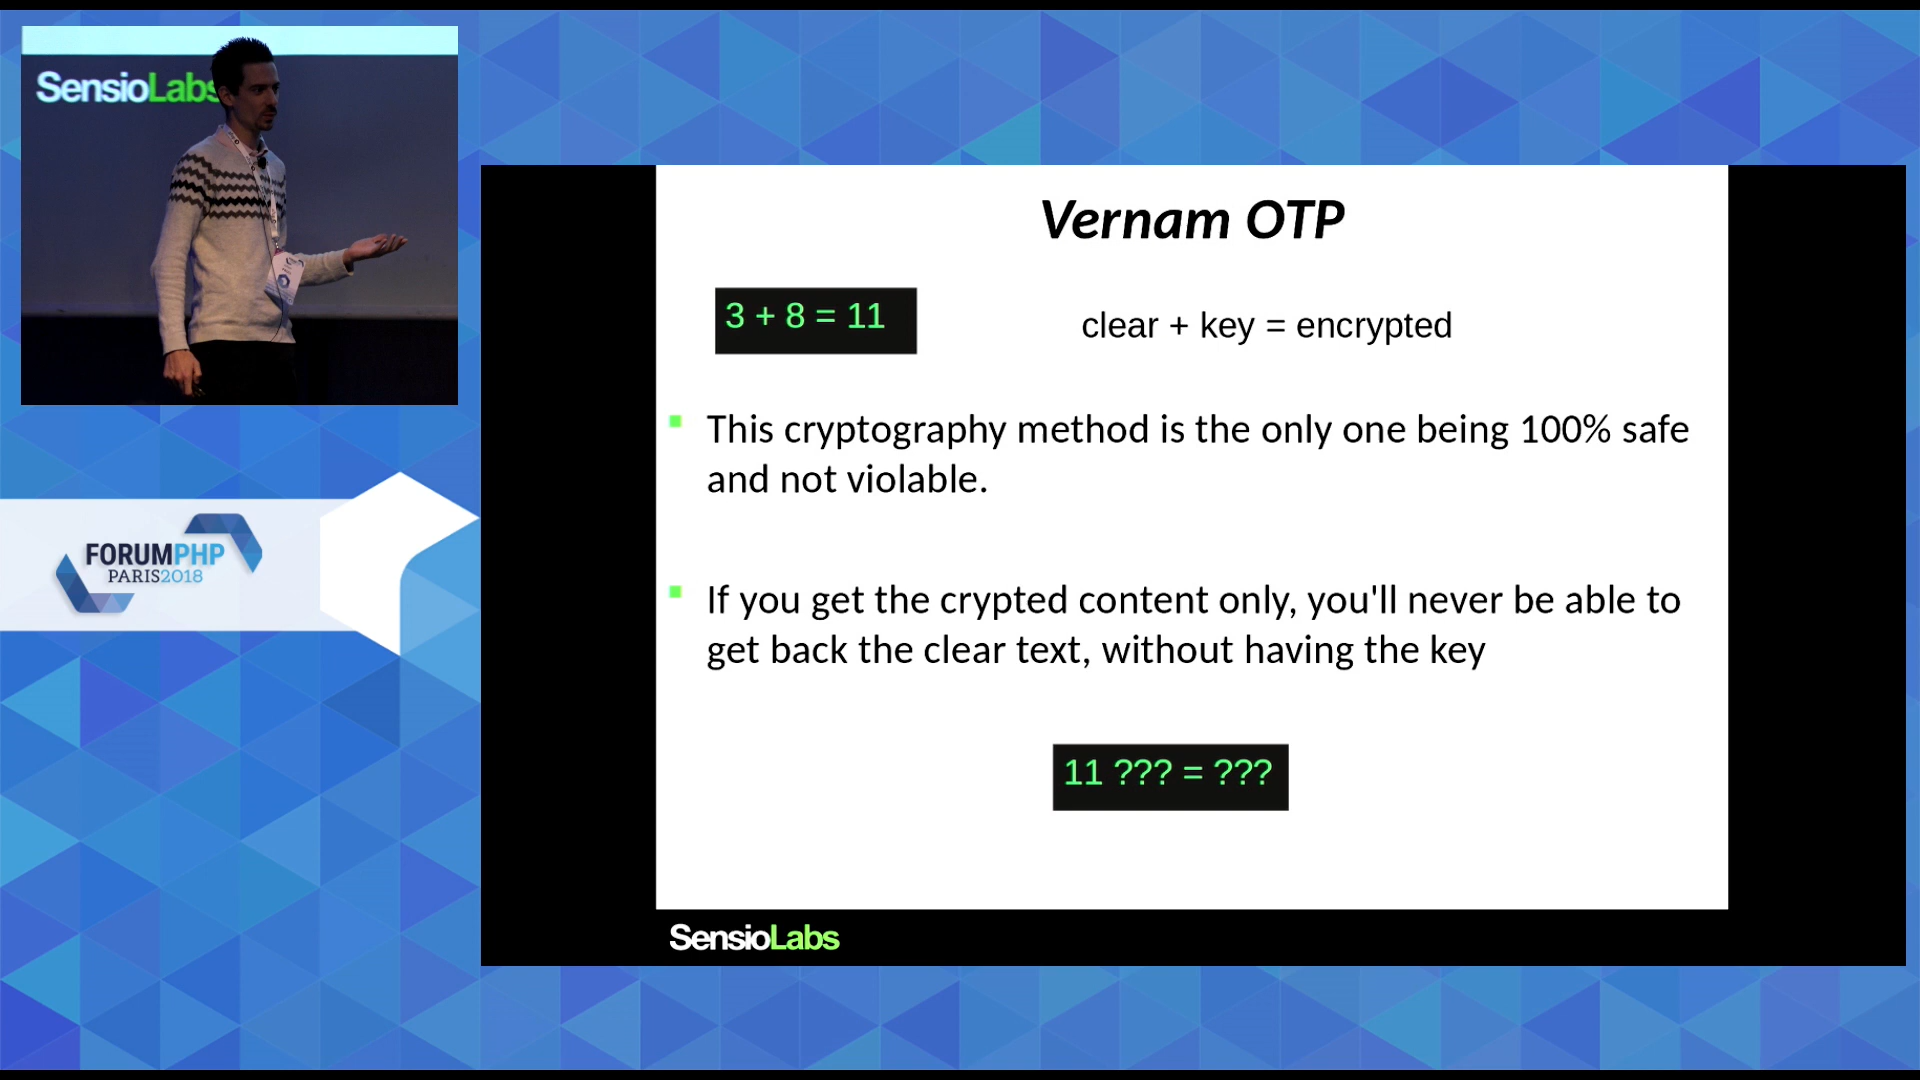 SensioLabs
Vernam OTP
3 + 8 = 11
clear + key = encrypted
This cryptography method is the only one being 100% safe
and not violable.
If you get the crypted content only, you'll never be able to
get back the clear text, without having the key
11 ??? = ???
FORUMPHP
PARIS2018
SensioLabs